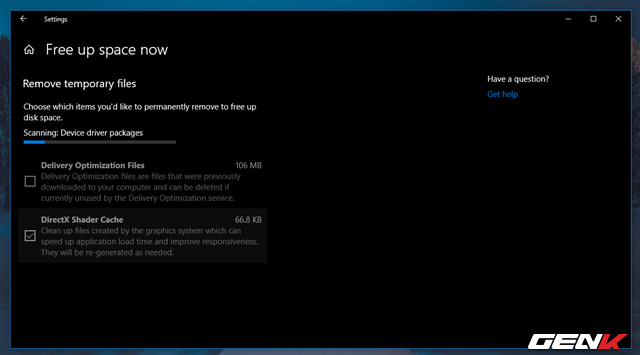 Settings
Free up space now
Remove temporary files
Choose which items you'd like to permanently remove to free up
disk space.
Scanning: Device driver packages
Delivery Optimization Files 106 MB
Delivery Optimization files are files that were previously
downloaded to your computer and can be deleted if
currently unused by the Delivery Optimization service.
DirectX Shader Cache 66.8 KB
Clean up files created by the graphics system which can
speed up application load time and improve responsiveness.
They will be re-generated as needed.
Have a question?
Get help
GENK